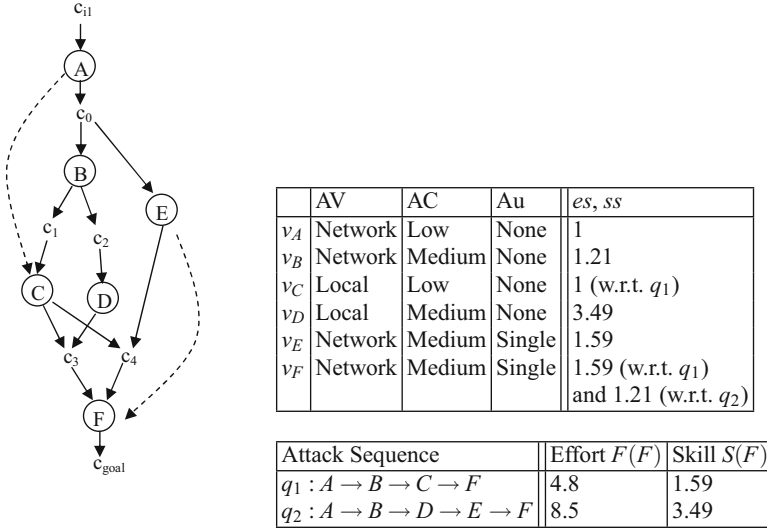 c_i1
A
c_0
B
E
c_1
c_2
C
D
c_3
c_4
F
c_goal
AV AC Au es, ss
v_A Network Low None 1
v_B Network Medium None 1.21
v_C Local Low None 1 (w.r.t. q_1)
v_D Local Medium None 3.49
v_E Network Medium Single 1.59
v_F Network Medium Single 1.59 (w.r.t. q_1)
and 1.21 (w.r.t. q_2)
Attack Sequence Effort F(F) Skill S(F)
q_1 : A → B → C → F 4.8 1.59
q_2 : A → B → D → E → F 8.5 3.49